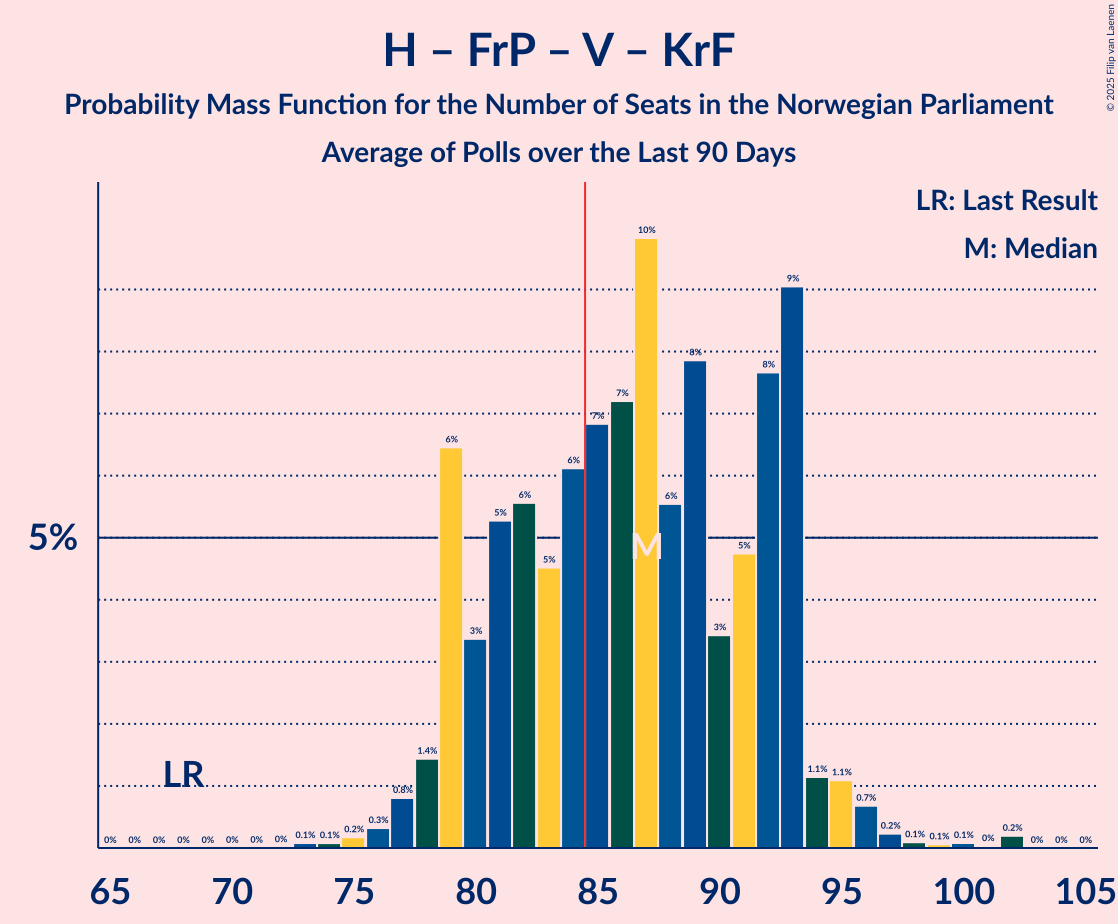 © 2025 Filip van Laenen
H – FrP – V – KrF
Probability Mass Function for the Number of Seats in the Norwegian Parliament
Average of Polls over the Last 90 Days
LR: Last Result
M: Median
5%
LR
M
0% 0% 0% 0% 0% 0% 0% 0% 0.1% 0.1% 0.2% 0.3% 0.8% 1.4% 6% 3% 5% 6% 5% 6% 7% 7% 10% 6% 8% 3% 5% 8% 9% 1.1% 1.1% 0.7% 0.2% 0.1% 0.1% 0.1% 0% 0.2% 0% 0% 0%
65 70 75 80 85 90 95 100 105